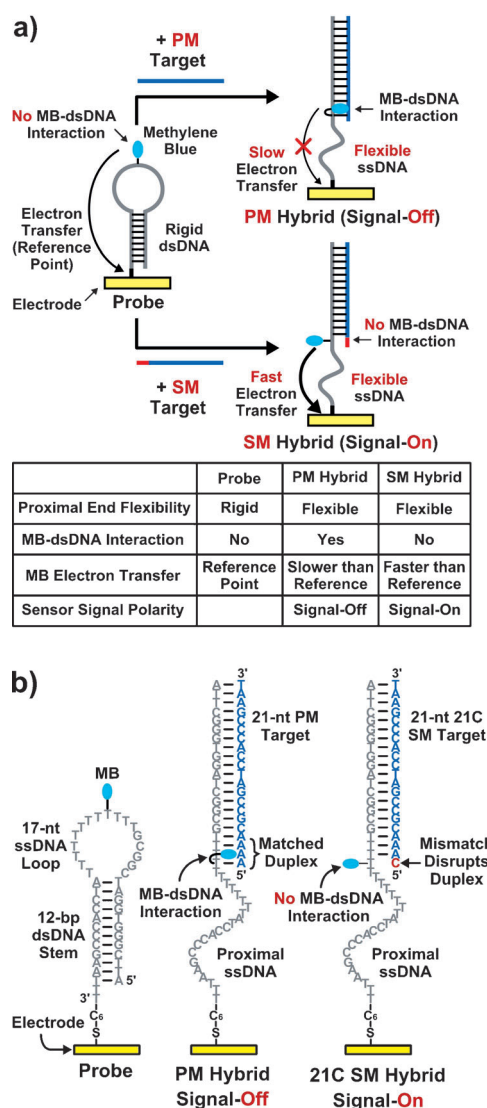 a)
+ PM
Target
No MB-dsDNA
Interaction
Methylene
Blue
MB-dsDNA
Interaction
Slow
Electron
Transfer
Flexible
ssDNA
Electron
Transfer
(Reference
Point)
Rigid
dsDNA
PM Hybrid (Signal-Off)
Electrode
Probe
No MB-dsDNA
Interaction
+ SM
Target
Fast
Electron
Transfer
Flexible
ssDNA
SM Hybrid (Signal-On)
Probe PM Hybrid SM Hybrid
Proximal End Flexibility Rigid Flexible Flexible
MB-dsDNA Interaction No Yes No
MB Electron Transfer Reference Point Slower than Reference Faster than Reference
Sensor Signal Polarity Signal-Off Signal-On
b)
3'
3'
21-nt PM
Target
21-nt 21C
SM Target
MB
17-nt
ssDNA
Loop
Matched
Duplex
5'
Mismatch
Disrupts
Duplex
C
5'
MB-dsDNA
Interaction
No MB-dsDNA
Interaction
12-bp
dsDNA
Stem
5'
3'
Proximal
ssDNA
Proximal
ssDNA
C6
S
C6
S
C6
S
Electrode
Probe
PM Hybrid
Signal-Off
21C SM Hybrid
Signal-On